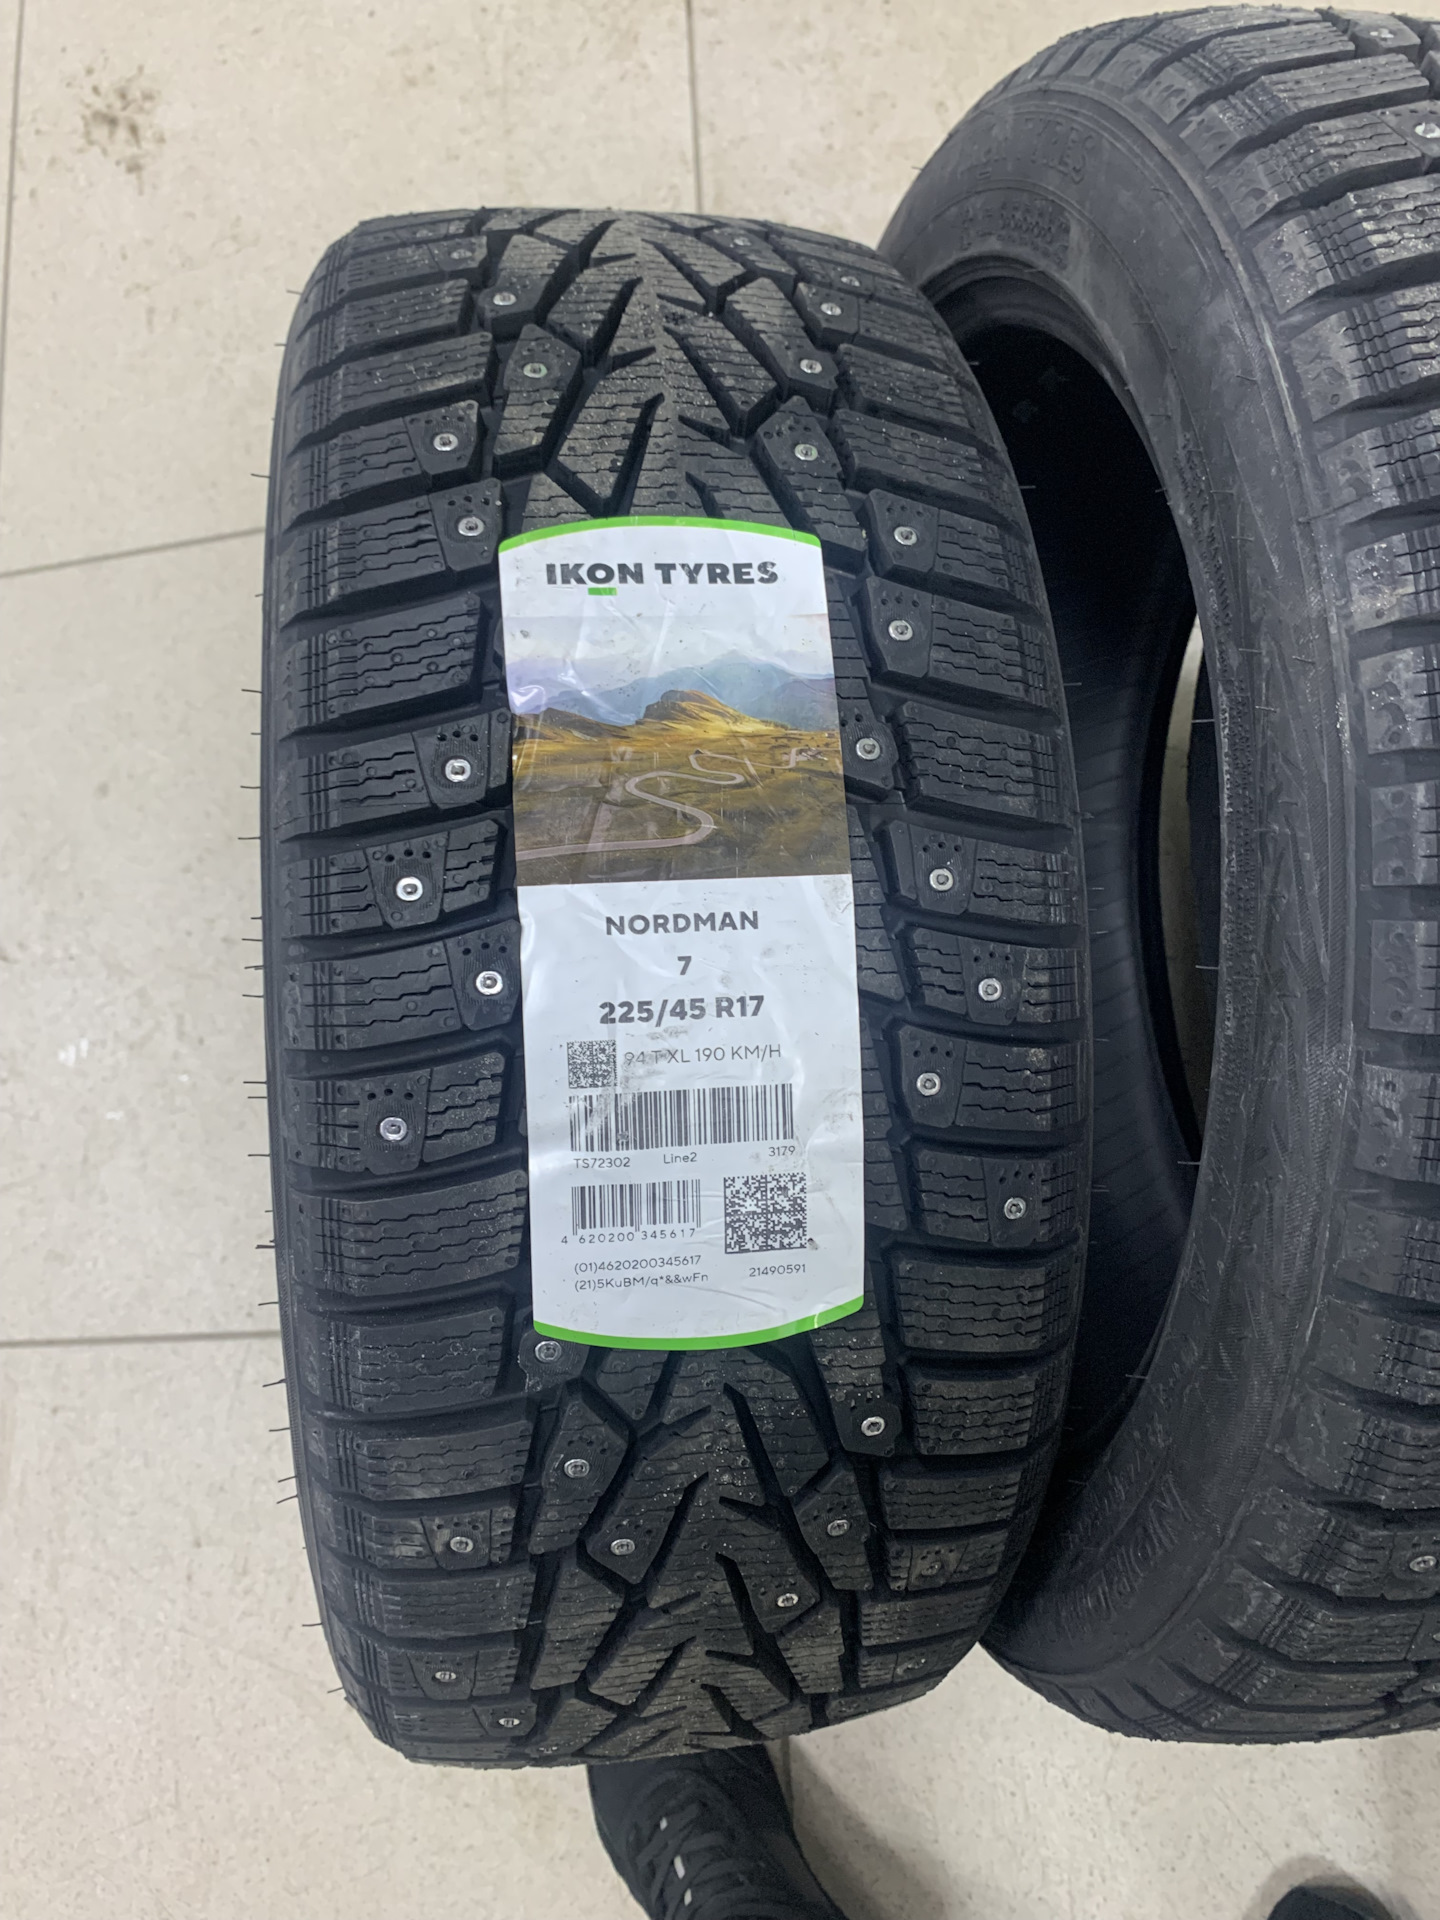 IKON TYRES
NORDMAN
7
225/45 R17
94 T XL 190 KM/H
TS72302 Line2 3179
4 620200 345617
(01)4620200345617
(21)5KuBM/q*&&wFn 21490591
TYRES